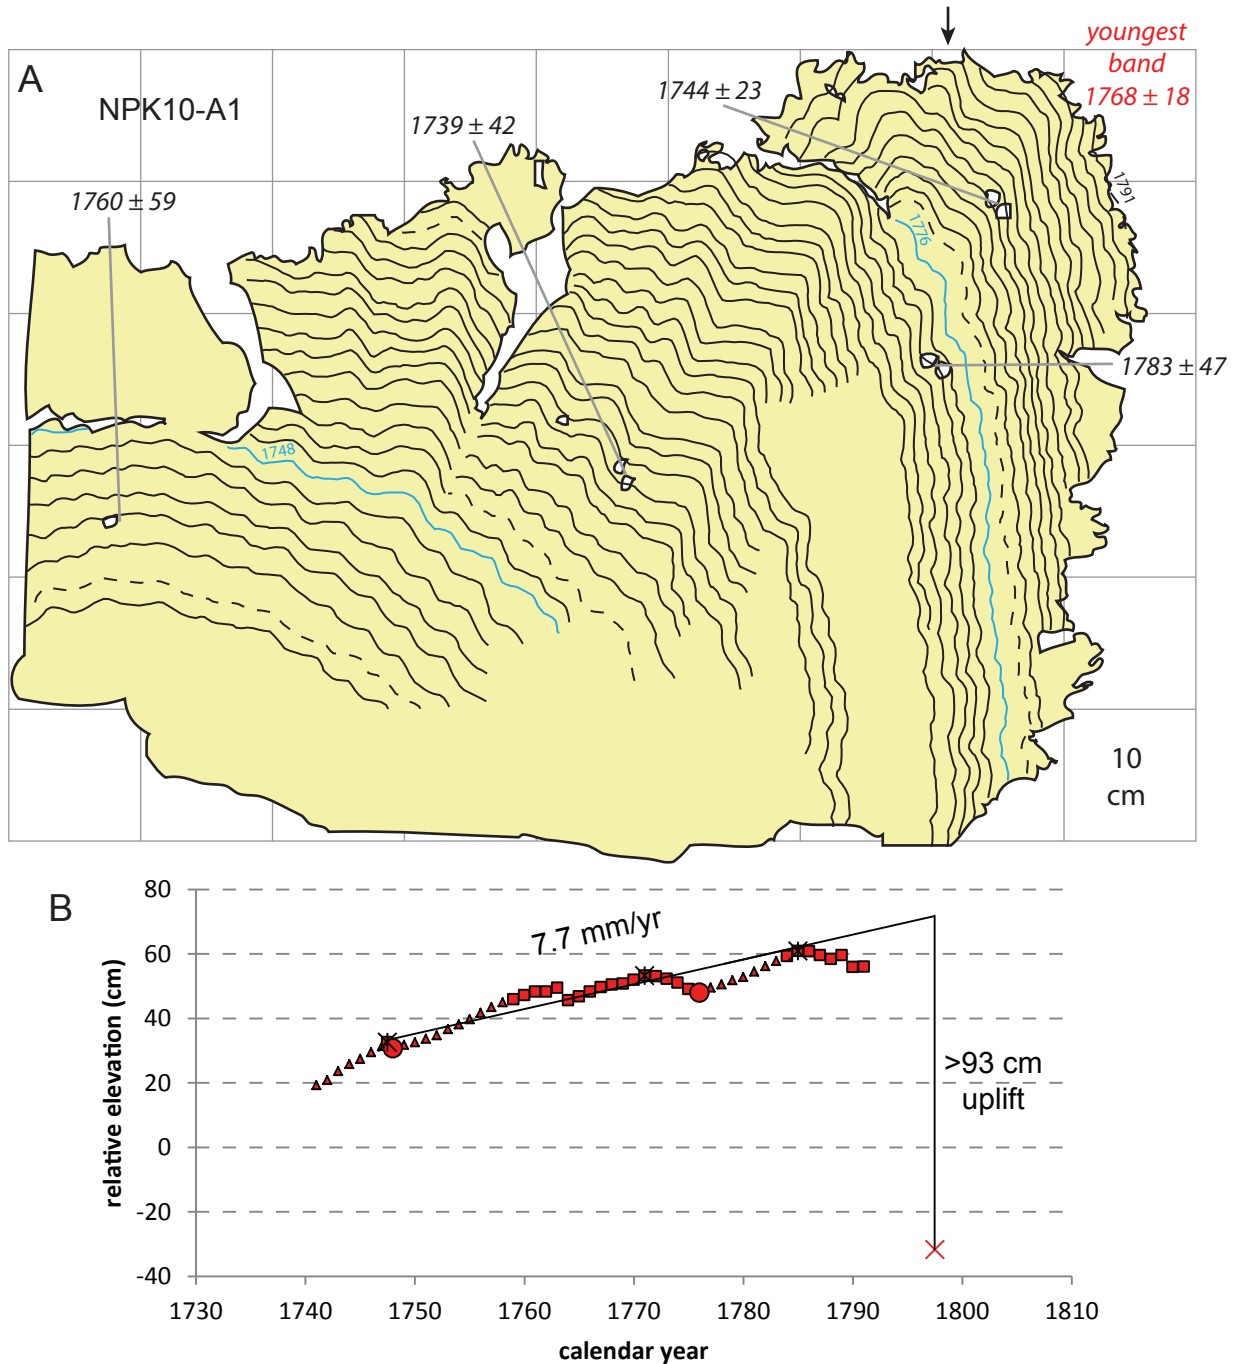 A
NPK10-A1
youngest
band
1768 ± 18
1744 ± 23
1739 ± 42
1760 ± 59
1791
1776
1783 ± 47
1748
10
cm
B
80
60
40
20
0
-20
-40
relative elevation (cm)
7.7 mm/yr
>93 cm
uplift
1730 1740 1750 1760 1770 1780 1790 1800 1810
calendar year